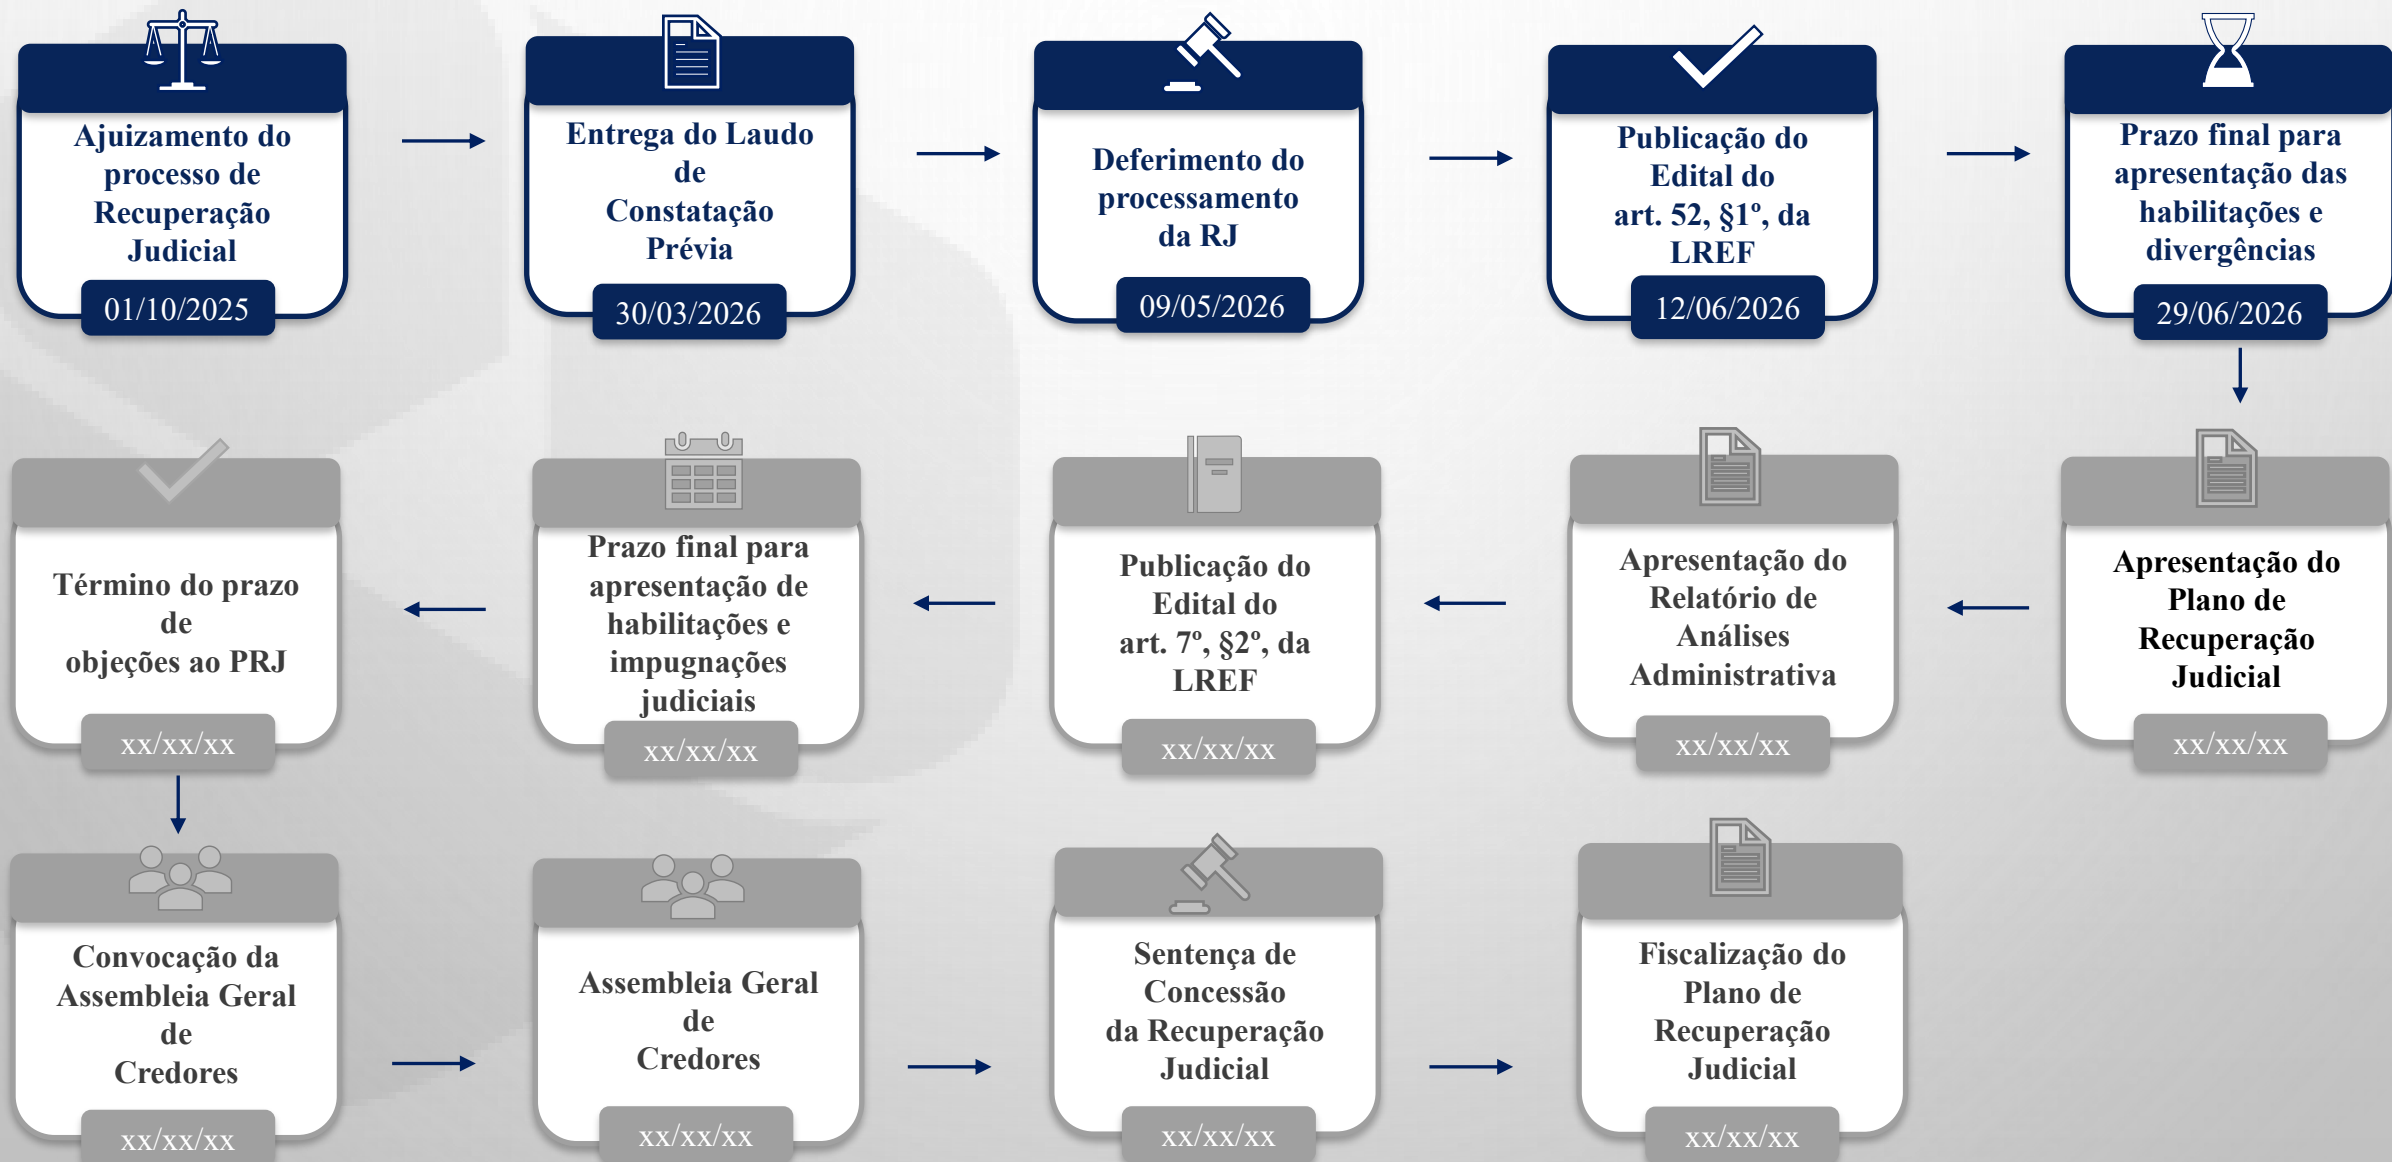 Ajuizamento do
processo de
Recuperação
Judicial
01/10/2025
Entrega do Laudo
de
Constatação
Prévia
30/03/2026
Deferimento do
processamento
da RJ
09/05/2026
Publicação do
Edital do
art. 52, §1º, da
LREF
12/06/2026
Prazo final para
apresentação das
habilitações e
divergências
29/06/2026
Apresentação do
Plano de
Recuperação
Judicial
xx/xx/xx
Apresentação do
Relatório de
Análises
Administrativa
xx/xx/xx
Publicação do
Edital do
art. 7º, §2º, da
LREF
xx/xx/xx
Prazo final para
apresentação de
habilitações e
impugnações
judiciais
xx/xx/xx
Término do prazo
de
objeções ao PRJ
xx/xx/xx
Convocação da
Assembleia Geral
de
Credores
xx/xx/xx
Assembleia Geral
de
Credores
xx/xx/xx
Sentença de
Concessão
da Recuperação
Judicial
xx/xx/xx
Fiscalização do
Plano de
Recuperação
Judicial
xx/xx/xx